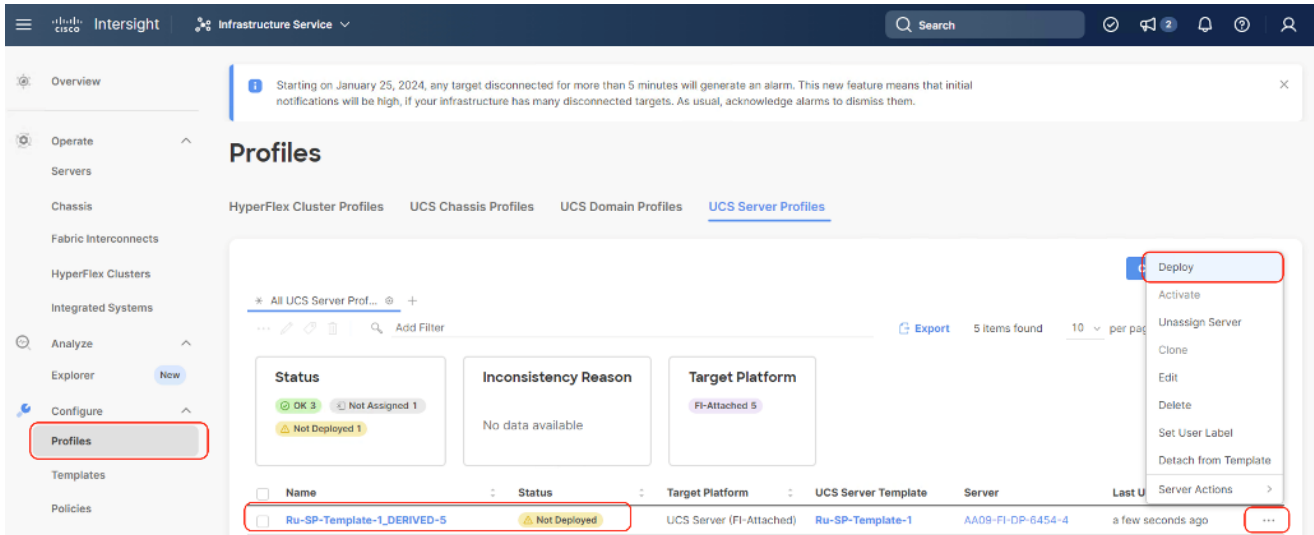 cisco Intersight Infrastructure Service Search 2
Overview
Starting on January 25, 2024, any target disconnected for more than 5 minutes will generate an alarm. This new feature means that initial
notifications will be high, if your infrastructure has many disconnected targets. As usual, acknowledge alarms to dismiss them.
Operate
Servers
Chassis
Fabric Interconnects
HyperFlex Clusters
Integrated Systems
Analyze
Explorer New
Configure
Profiles
Templates
Policies
Profiles
HyperFlex Cluster Profiles UCS Chassis Profiles UCS Domain Profiles UCS Server Profiles
All UCS Server Prof...
Add Filter Export 5 items found 10 per pag
Status
OK 3 Not Assigned 1
Not Deployed 1
Inconsistency Reason
No data available
Target Platform
FI-Attached 5
Deploy
Activate
Unassign Server
Clone
Edit
Delete
Set User Label
Detach from Template
Server Actions
Name Status Target Platform UCS Server Template Server Last U
Ru-SP-Template-1_DERIVED-5 Not Deployed UCS Server (FI-Attached) Ru-SP-Template-1 AA09-FI-DP-6454-4 a few seconds ago ...